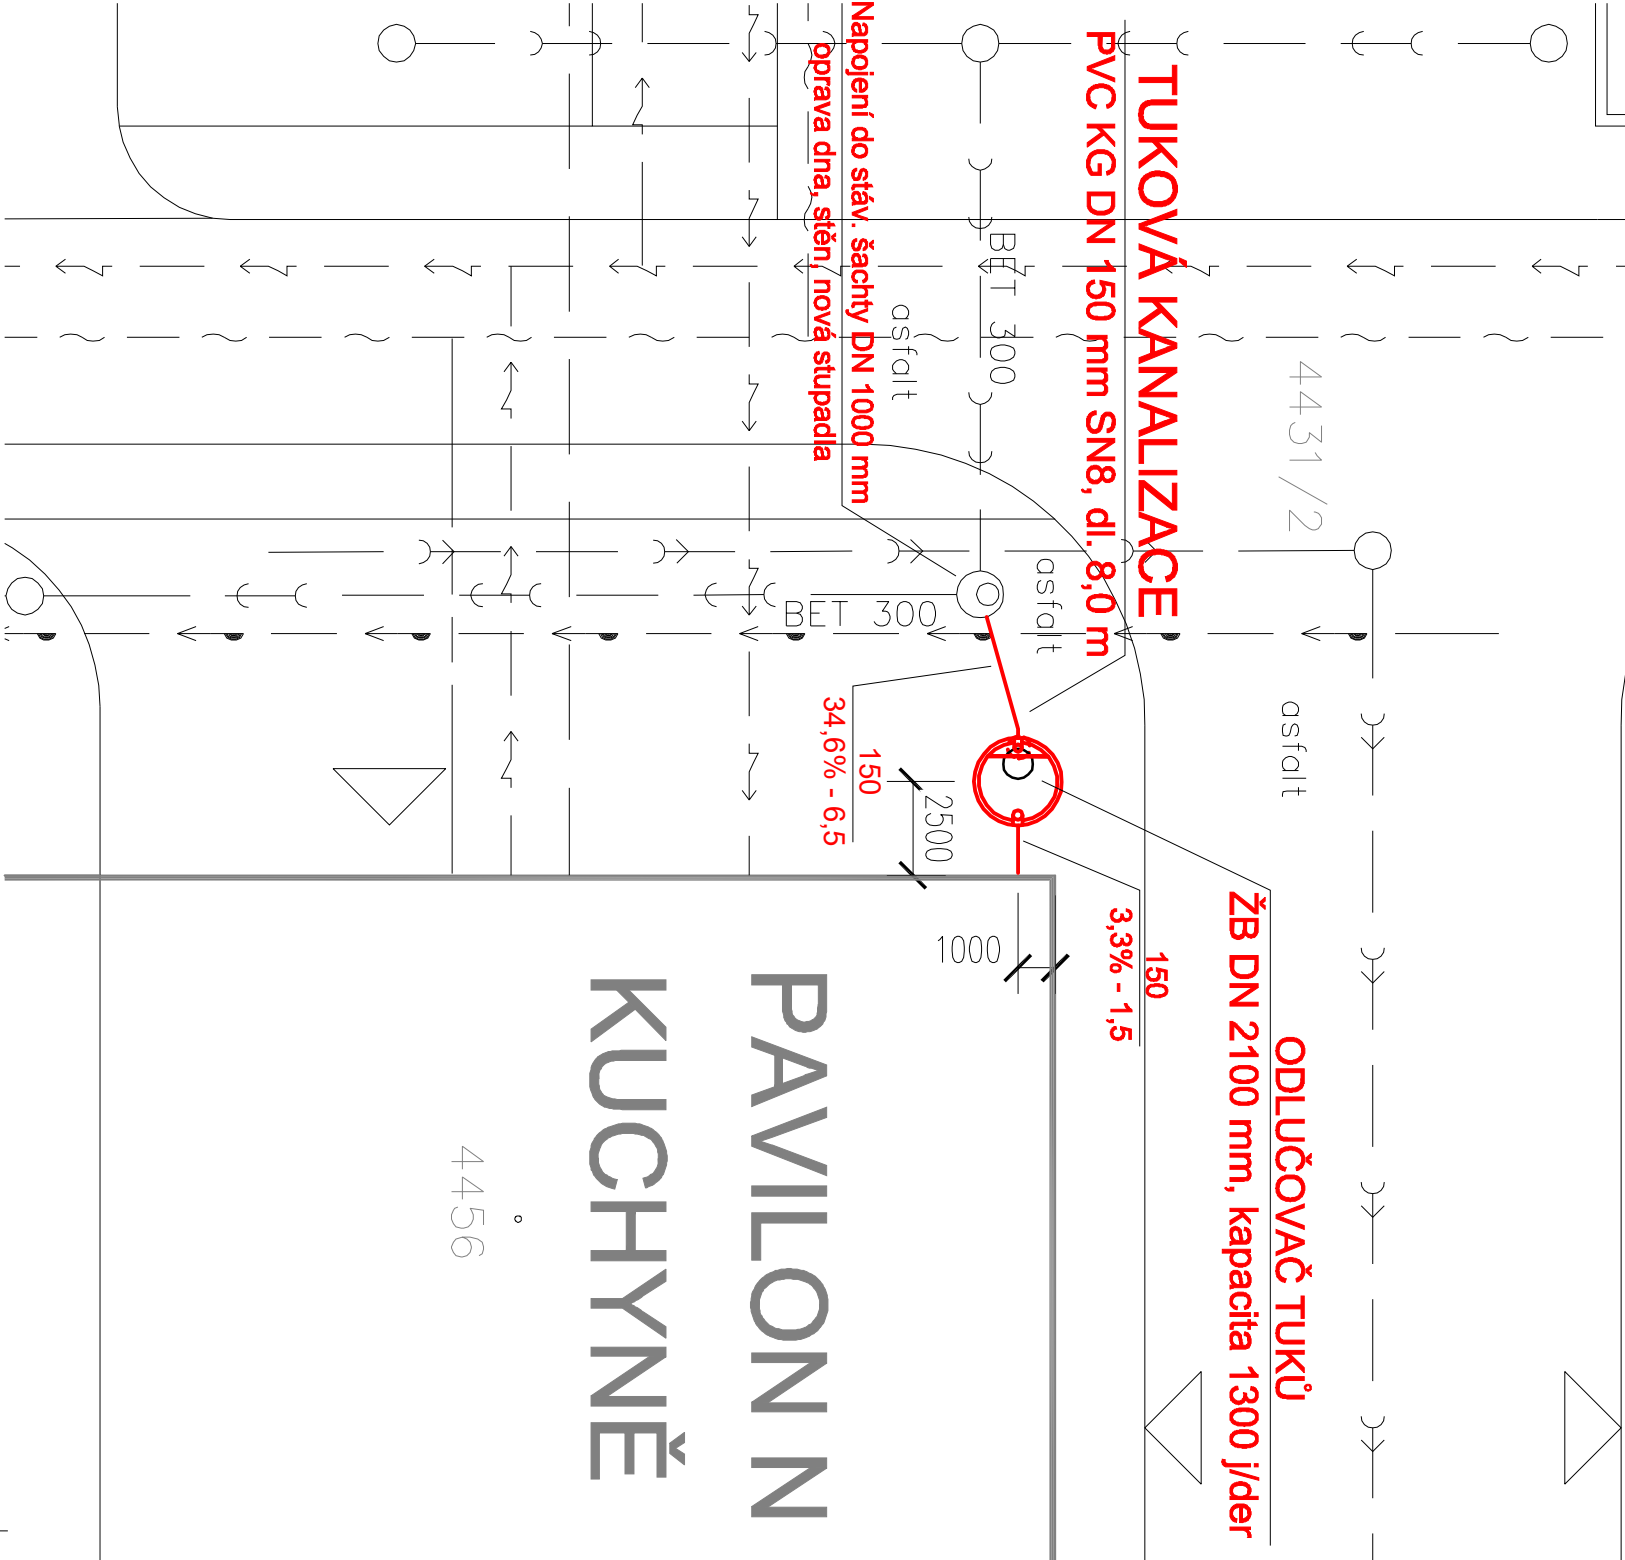 TUKOVÁ KANALIZACE
PVC KG DN 150 mm SN8, dl. 8,0 m
Napojení do stáv. šachty DN 1000 mm
oprava dna, stěn, nová stupadla
ODLUČOVAČ TUKŮ
ŽB DN 2100 mm, kapacita 1300 j/der
150
3,3% - 1,5
150
34,6% - 6,5
2500
1000
BET 300
BET 300
asfalt
asfalt
asfalt
4431/2
4456
PAVILON N
KUCHYNĚ